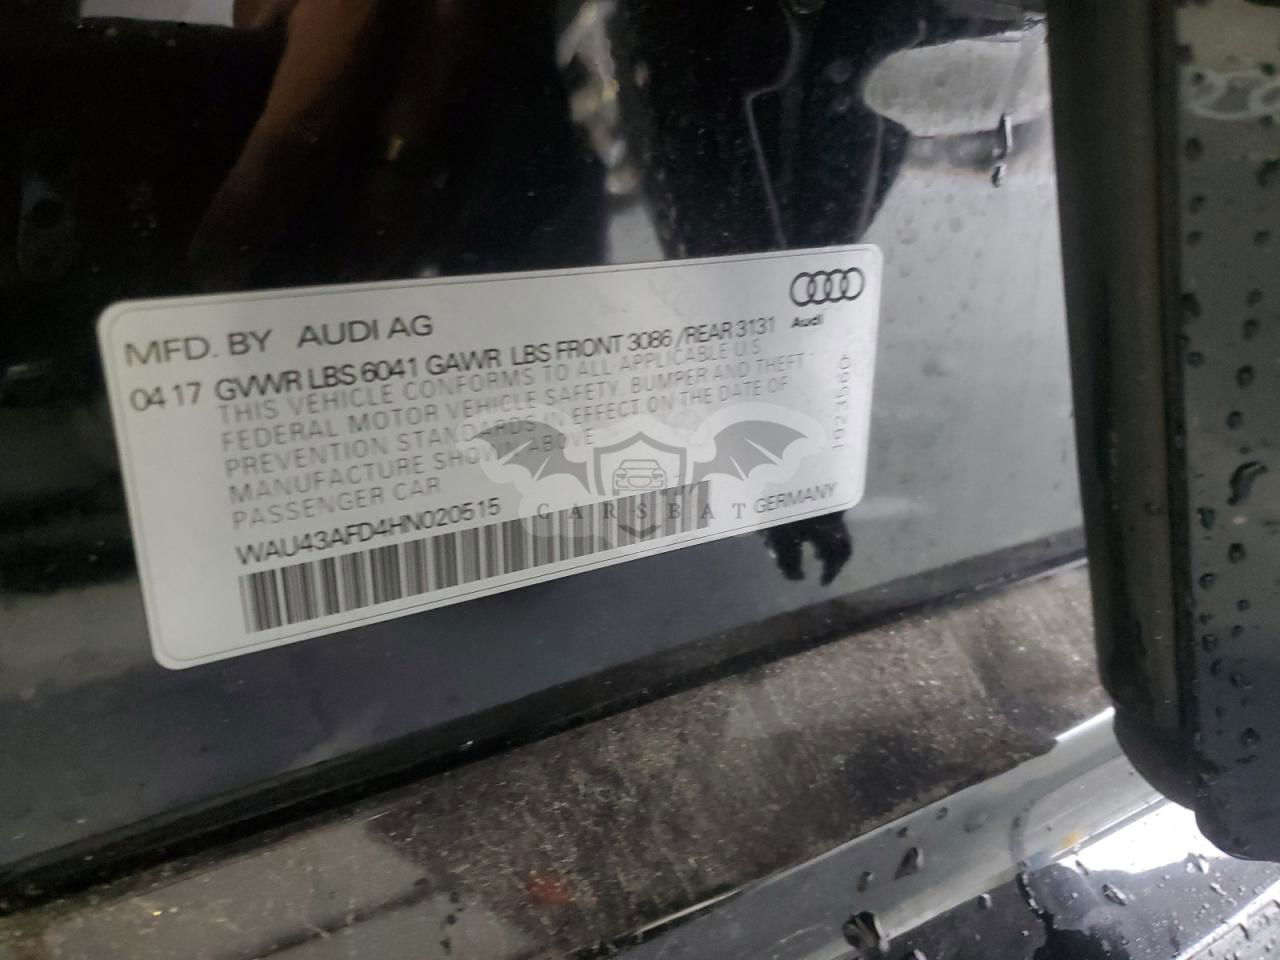 MFD. BY AUDI AG
Audi
04 17 GVWR LBS 6041 GAWR LBS FRONT 3086 /REAR 3131
THIS VEHICLE CONFORMS TO ALL APPLICABLE U.S
FEDERAL MOTOR VEHICLE SAFETY, BUMPER AND THEFT -
PREVENTION STANDARDS IN EFFECT ON THE DATE OF
MANUFACTURE SHOWN ABOVE
PASSENGER CAR
WAU43AFD4HN020515
GERMANY
CARSBAT